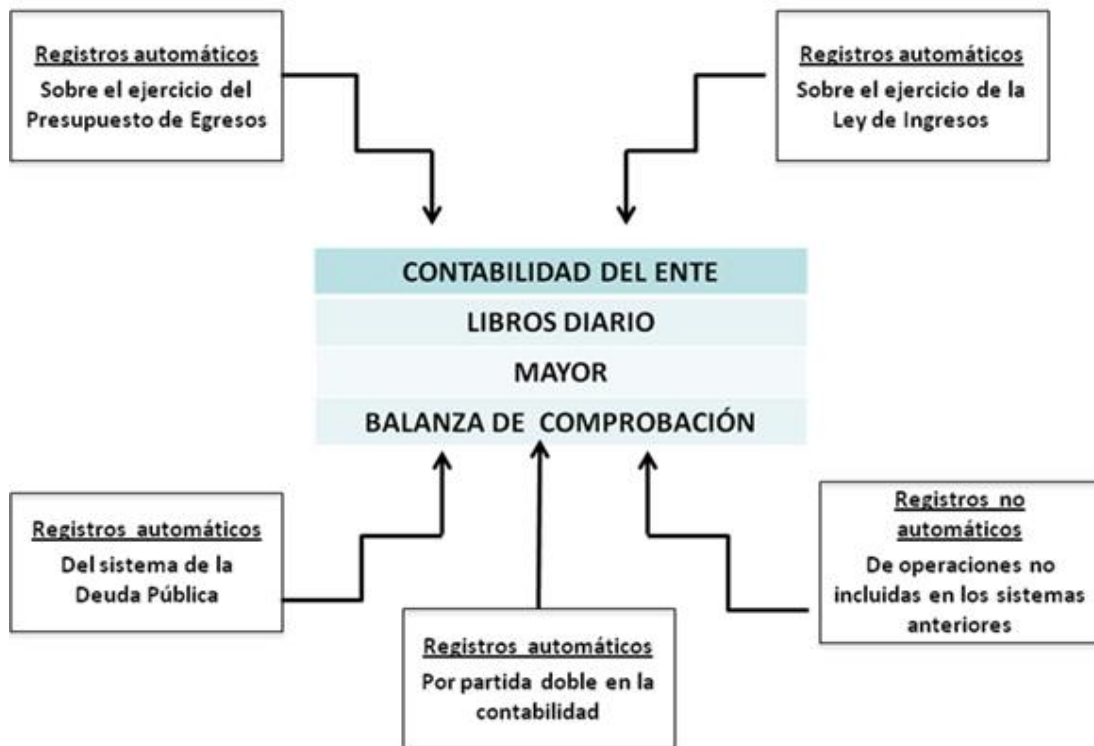 Registros automáticos
Sobre el ejercicio del
Presupuesto de Egresos
Registros automáticos
Sobre el ejercicio de la
Ley de Ingresos
CONTABILIDAD DEL ENTE
LIBROS DIARIO
MAYOR
BALANZA DE COMPROBACIÓN
Registros automáticos
Del sistema de la
Deuda Pública
Registros automáticos
Por partida doble en la
contabilidad
Registros no
automáticos
De operaciones no
incluidas en los sistemas
anteriores